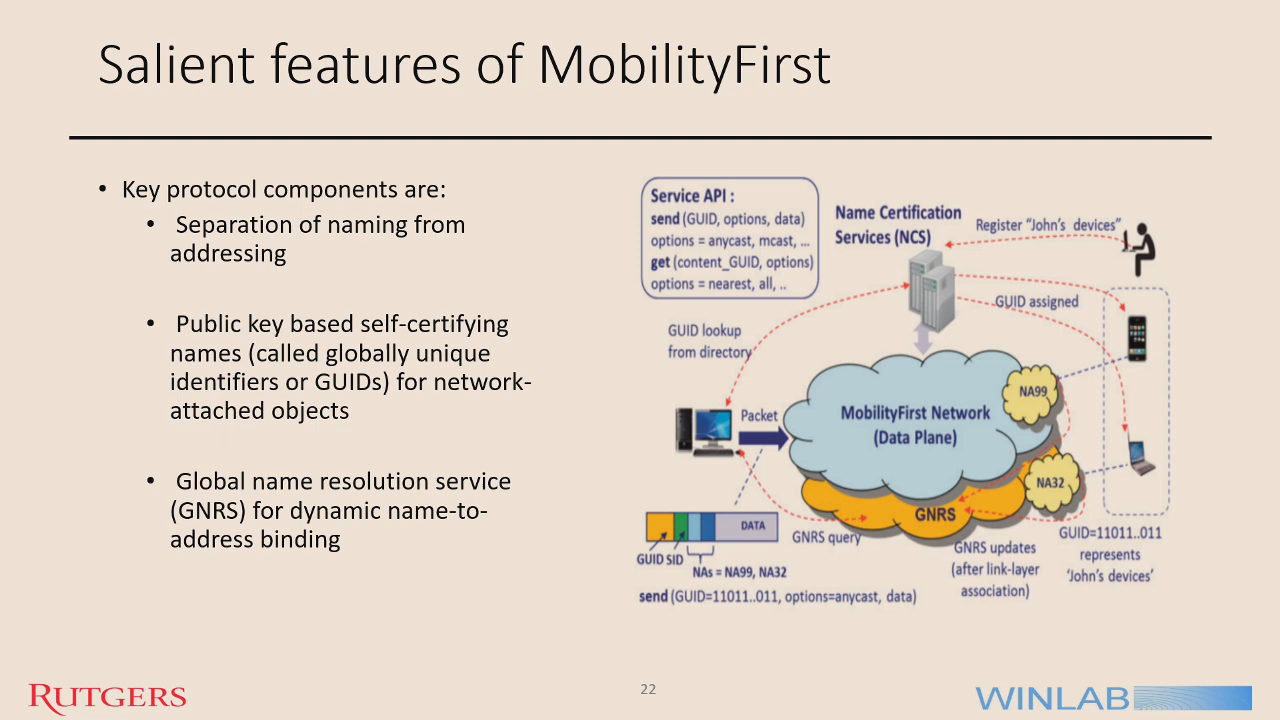 Salient features of MobilityFirst
• Key protocol components are:
• Separation of naming from
addressing
• Public key based self-certifying
names (called globally unique
identifiers or GUIDs) for network-
attached objects
• Global name resolution service
(GNRS) for dynamic name-to-
address binding
Service API :
send (GUID, options, data)
options = anycast, mcast, ...
get (content_GUID, options)
options = nearest, all, ..
Name Certification
Services (NCS)
Register “John’s devices”
GUID assigned
GUID lookup
from directory
Packet
MobilityFirst Network
(Data Plane)
NA99
NA32
GNRS
DATA
GUID SID
NAs = NA99, NA32
GNRS query
GNRS updates
(after link-layer
association)
GUID=11011..011
represents
‘John’s devices’
send (GUID=11011..011, options=anycast, data)
RUTGERS
22
WINLAB